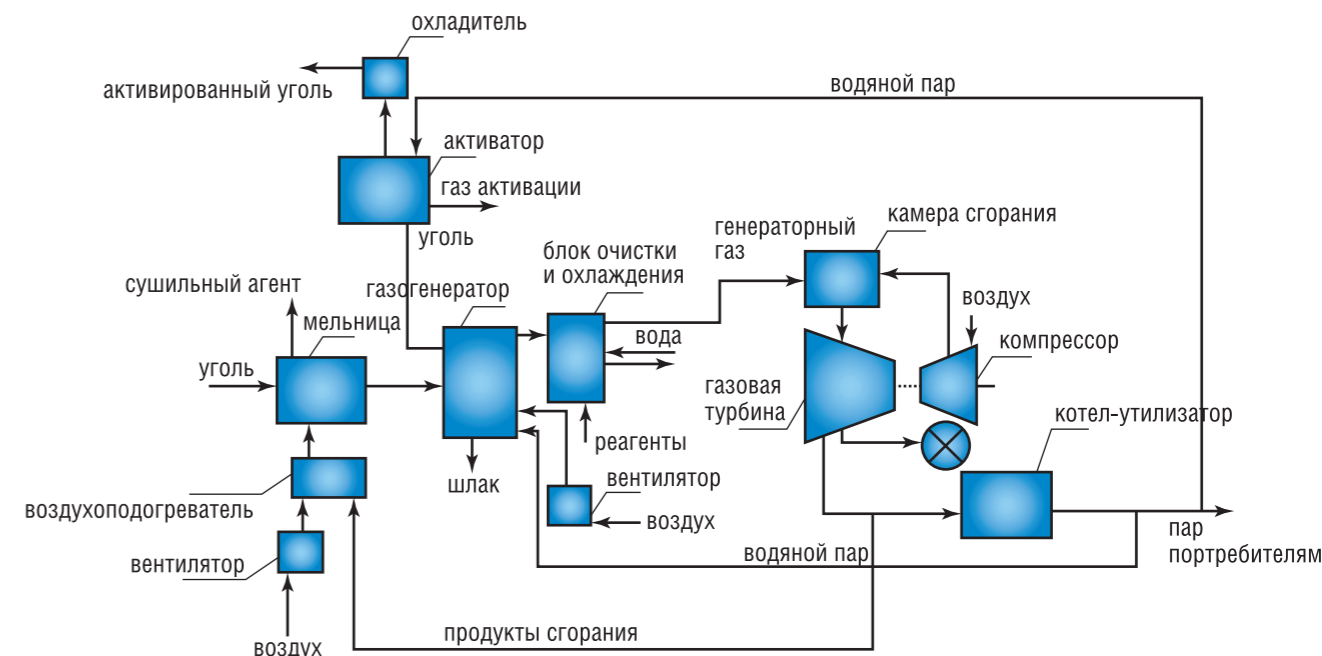 охладитель
активированный уголь
водяной пар
активатор
газ активации
уголь
камера сгорания
генераторный
газ
блок очистки
и охлаждения
сушильный агент
газогенератор
воздух
мельница
вода
компрессор
уголь
газовая
турбина
котел-утилизатор
реагенты
шлак
вентилятор
воздухоподогреватель
воздух
пар
портребителям
водяной пар
вентилятор
продукты сгорания
воздух